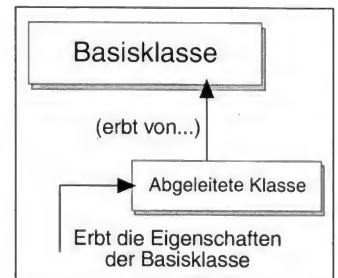 Basisklasse
(erbt von...)
Abgeleitete Klasse
Erbt die Eigenschaften
der Basisklasse